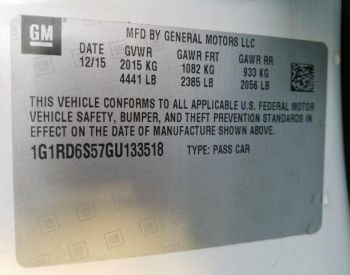 GM
MFD BY GENERAL MOTORS LLC
DATE GVWR GAWR FRT GAWR RR
12/15 2015 KG 1082 KG 933 KG
4441 LB 2385 LB 2056 LB
THIS VEHICLE CONFORMS TO ALL APPLICABLE U.S. FEDERAL MOTOR
VEHICLE SAFETY, BUMPER, AND THEFT PREVENTION STANDARDS IN
EFFECT ON THE DATE OF MANUFACTURE SHOWN ABOVE.
1G1RD6S57GU133518 TYPE: PASS CAR